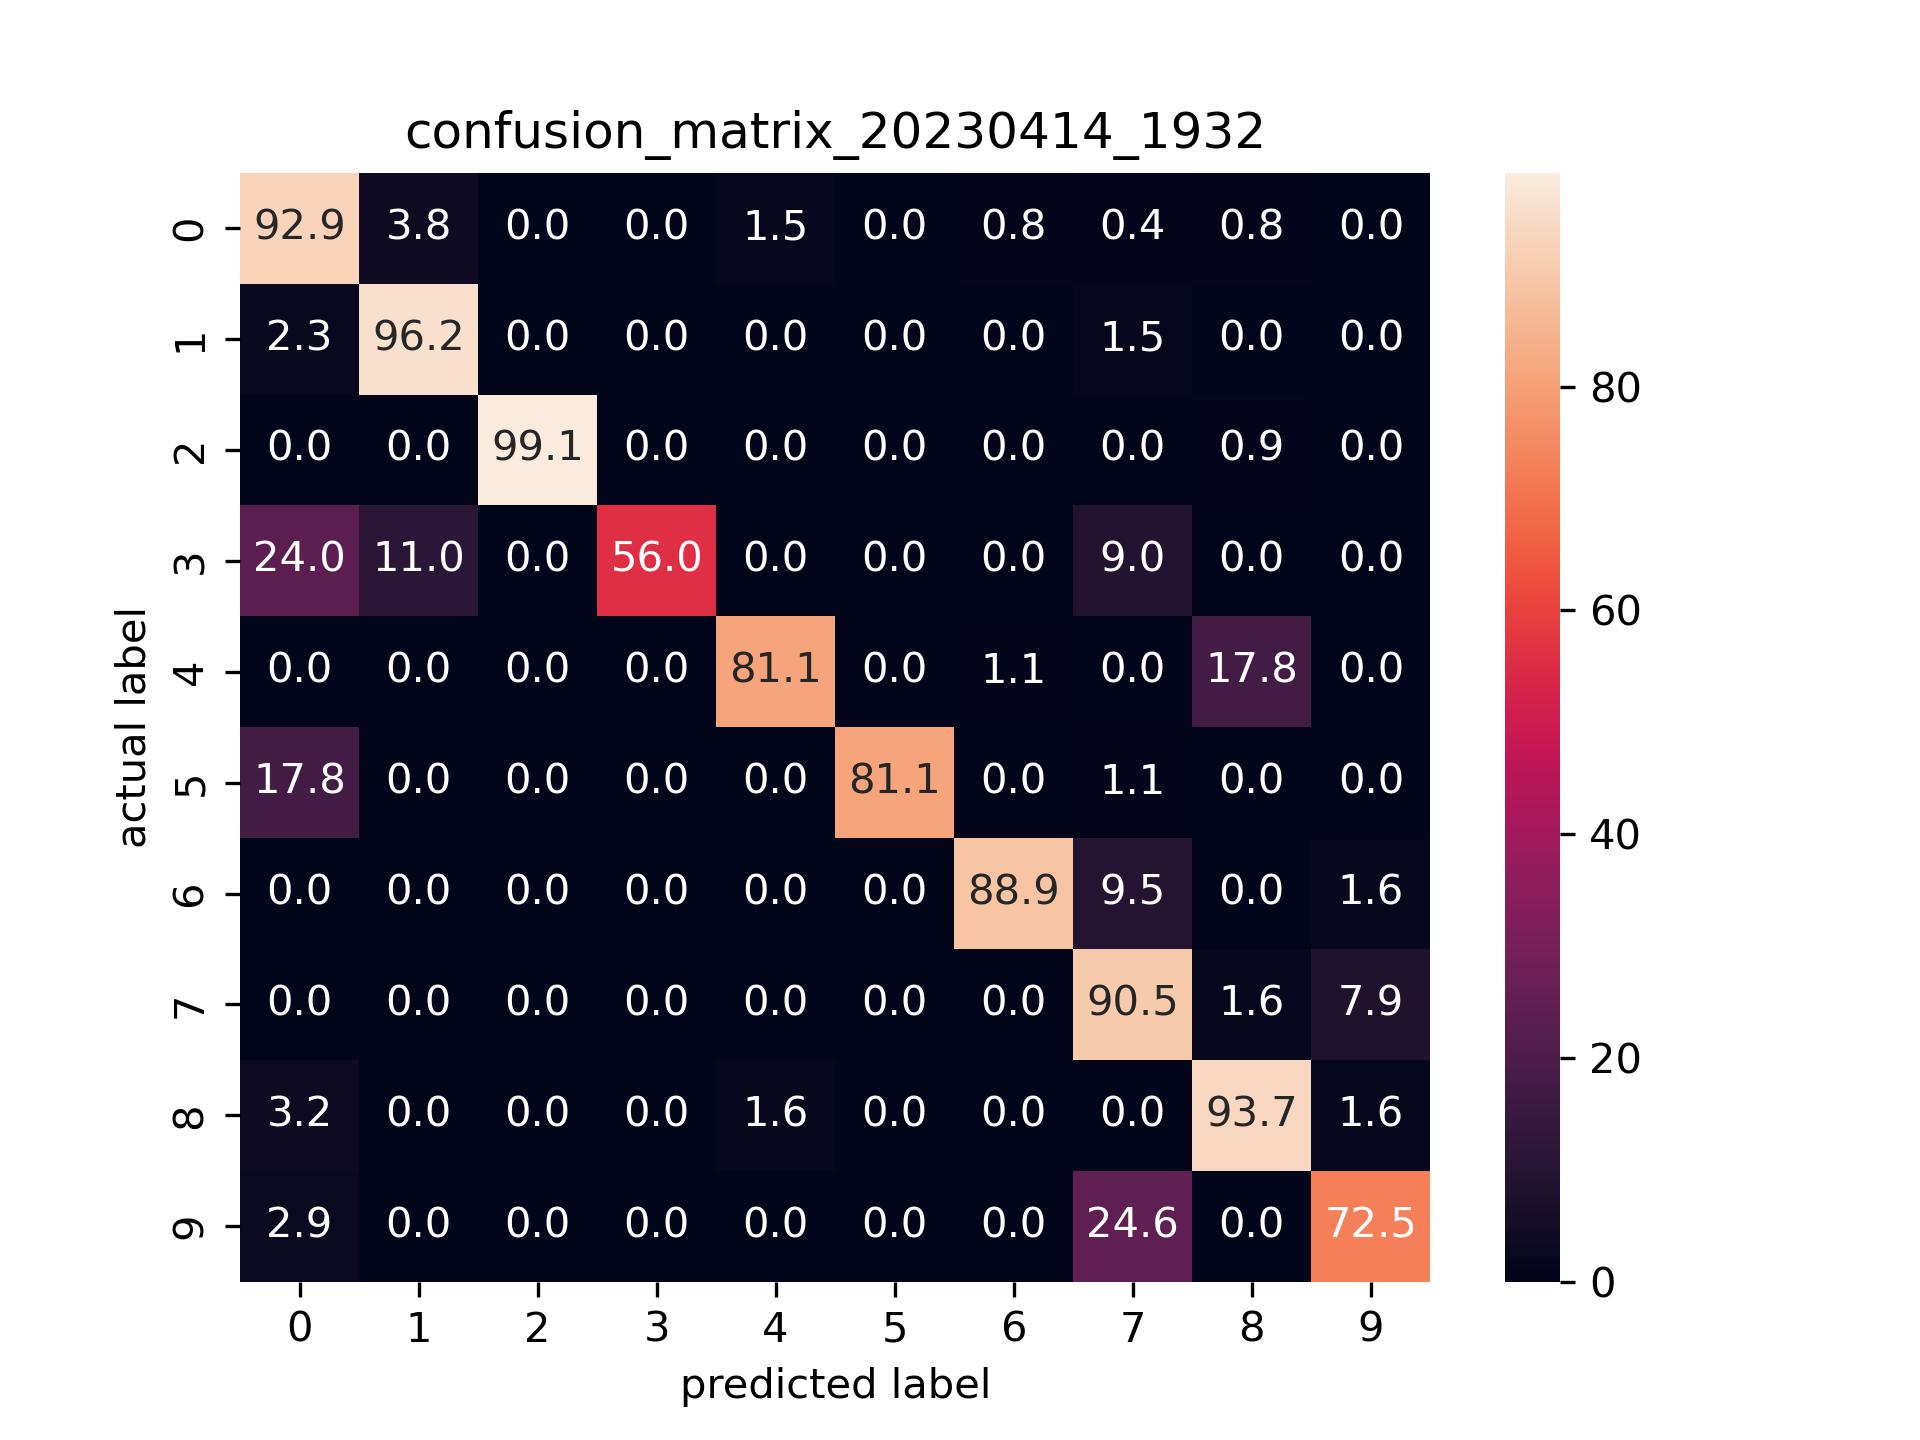 confusion_matrix_20230414_1932
0 92.9 3.8 0.0 0.0 1.5 0.0 0.8 0.4 0.8 0.0
1 2.3 96.2 0.0 0.0 0.0 0.0 0.0 1.5 0.0 0.0
2 0.0 0.0 99.1 0.0 0.0 0.0 0.0 0.0 0.9 0.0
3 24.0 11.0 0.0 56.0 0.0 0.0 0.0 9.0 0.0 0.0
4 0.0 0.0 0.0 0.0 81.1 0.0 1.1 0.0 17.8 0.0
5 17.8 0.0 0.0 0.0 0.0 81.1 0.0 1.1 0.0 0.0
6 0.0 0.0 0.0 0.0 0.0 0.0 88.9 9.5 0.0 1.6
7 0.0 0.0 0.0 0.0 0.0 0.0 0.0 90.5 1.6 7.9
8 3.2 0.0 0.0 0.0 1.6 0.0 0.0 0.0 93.7 1.6
9 2.9 0.0 0.0 0.0 0.0 0.0 0.0 24.6 0.0 72.5
0 1 2 3 4 5 6 7 8 9
predicted label
actual label
80
60
40
20
0